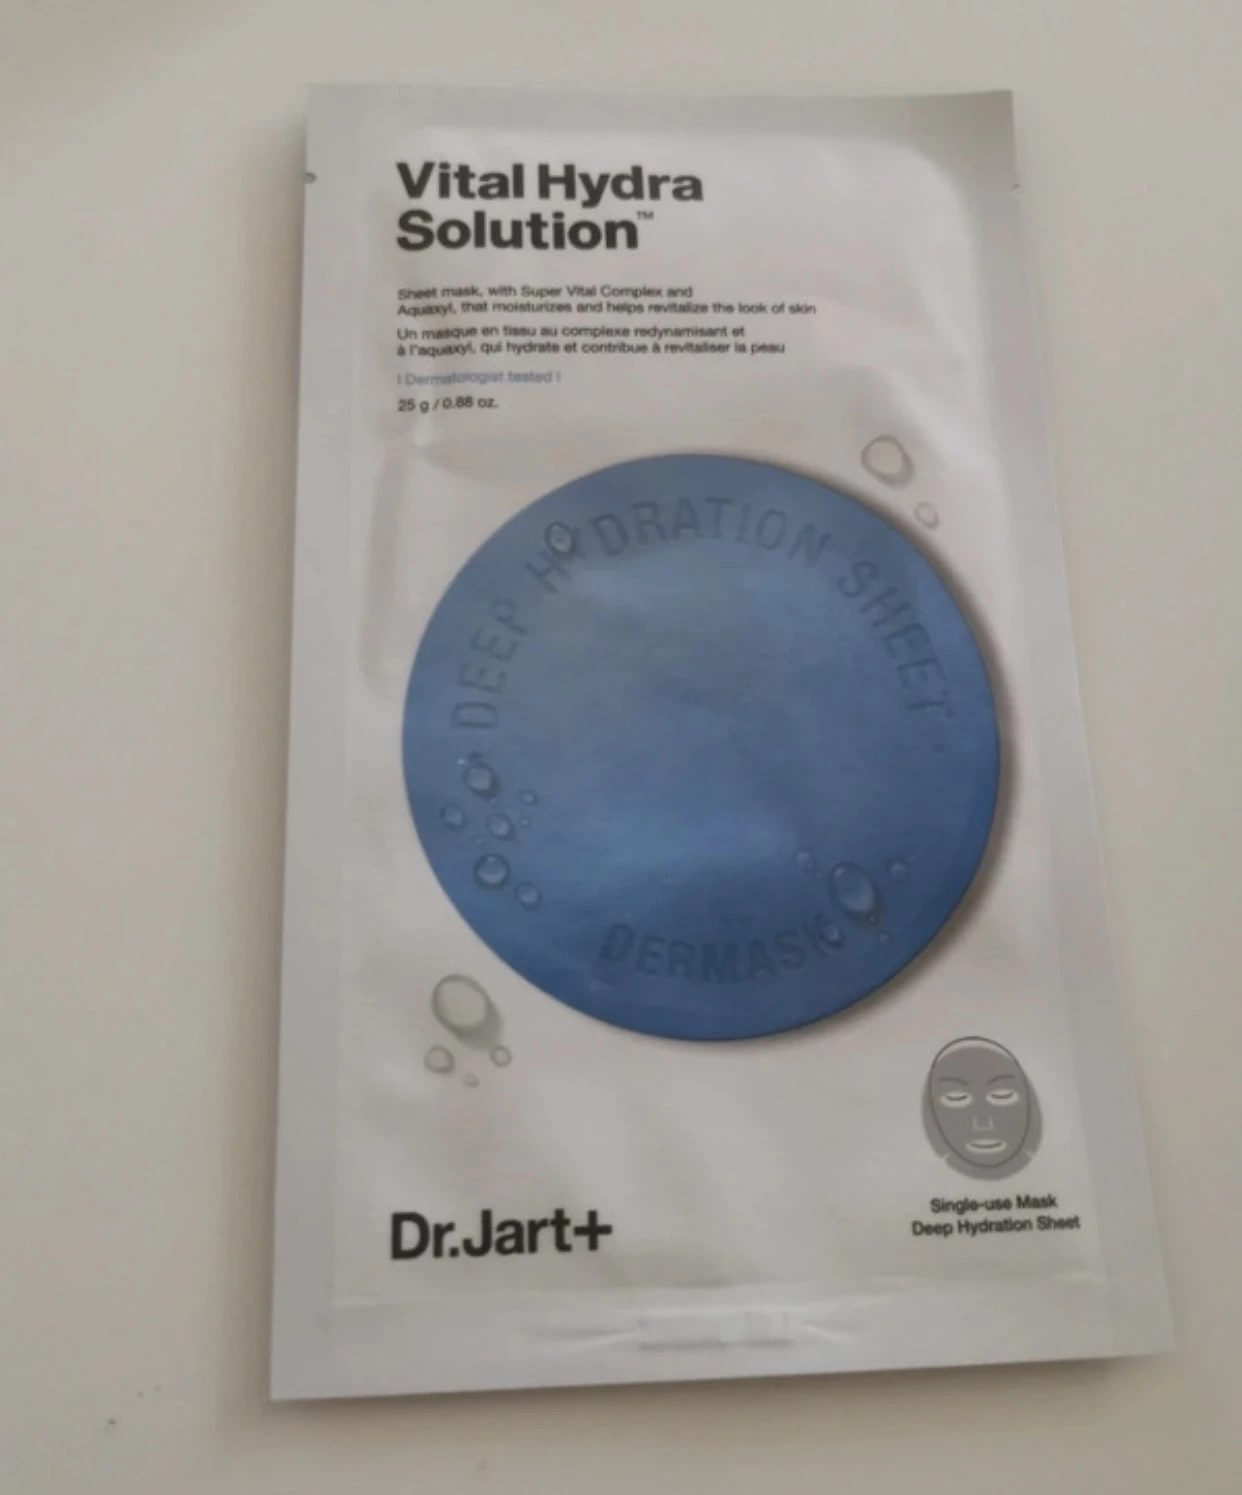 Vital Hydra
Solution™
Sheet mask, with Super Vital Complex and
Aquaxyl, that moisturizes and helps revitalize the look of skin
Un masque en tissu au complexe redynamisant et
à l'aquaxyl, qui hydrate et contribue à revitaliser la peau
I Dermatologist tested I
25 g / 0.88 oz.
DEEP HYDRATION SHEET
DERMASK
Dr.Jart+
Single-use Mask
Deep Hydration Sheet